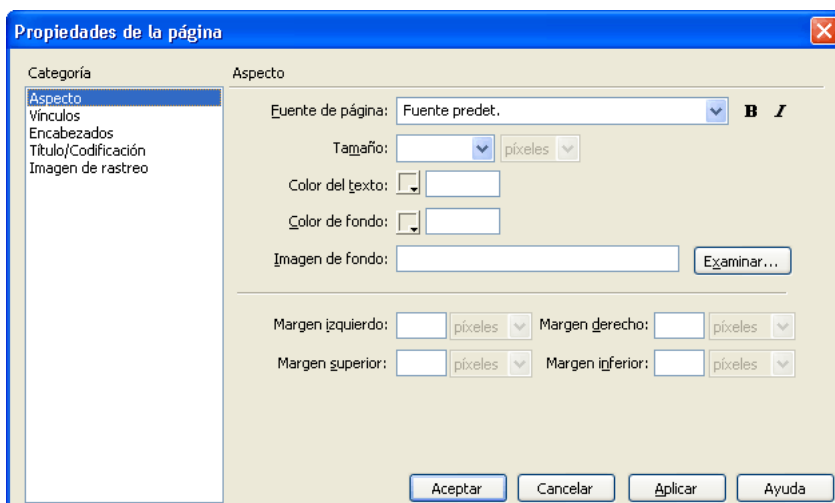 Propiedades de la página
Categoría
Aspecto
Vínculos
Encabezados
Título/Codificación
Imagen de rastreo
Aspecto
Fuente de página: Fuente predet. B I
Tamaño: píxeles
Color del texto:
Color de fondo:
Imagen de fondo: Examinar...
Margen izquierdo: píxeles Margen derecho: píxeles
Margen superior: píxeles Margen inferior: píxeles
Aceptar Cancelar Aplicar Ayuda